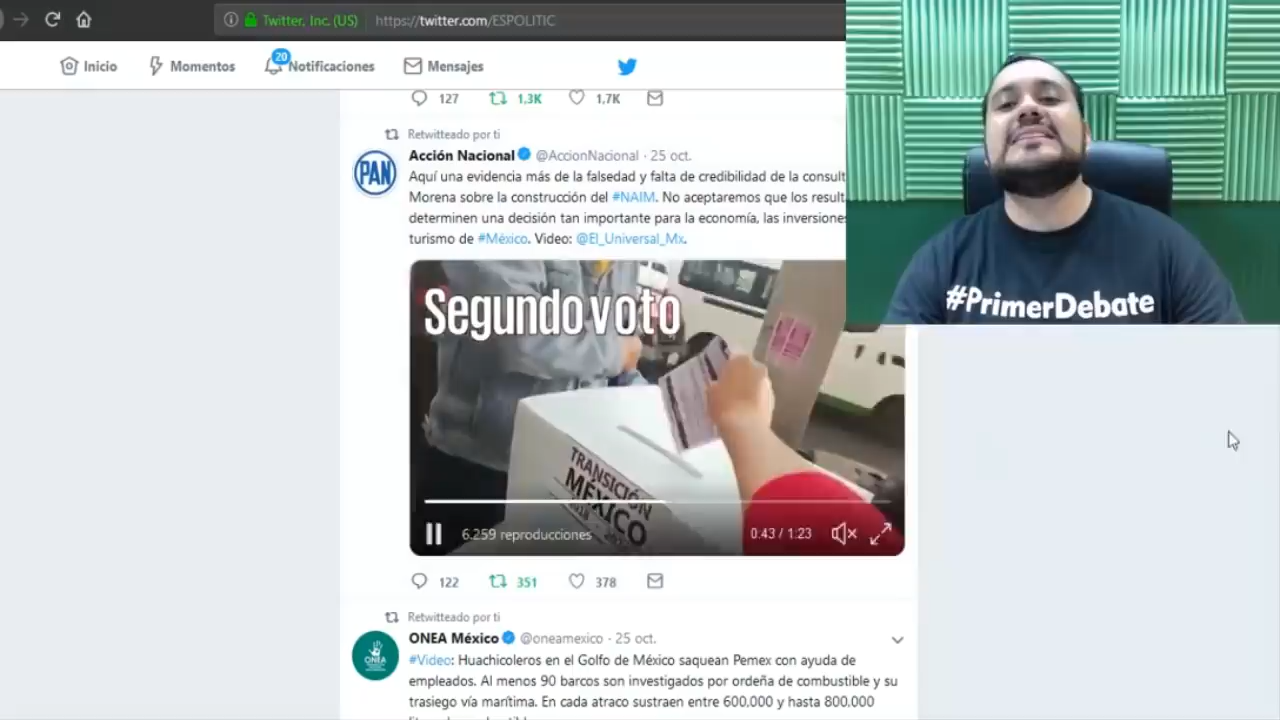 Twitter, Inc. (US) https://twitter.com/ESPOLITIC
Inicio Momentos 20 Notificaciones Mensajes
127 1,3K 1,7K
Retwitteado por ti
PAN
Acción Nacional @AccionNacional · 25 oct.
Aquí una evidencia más de la falsedad y falta de credibilidad de la consult
Morena sobre la construcción del #NAIM. No aceptaremos que los result
determinen una decisión tan importante para la economía, las inversiones
turismo de #México. Video: @El_Universal_Mx.
Segundo voto
TRANSICIÓN
MÉXICO
2018
6.259 reproducciones 0:43 / 1:23
122 351 378
Retwitteado por ti
ONEA
ONEA México @oneamexico · 25 oct.
#Video: Huachicoleros en el Golfo de México saquean Pemex con ayuda de
empleados. Al menos 90 barcos son investigados por ordeña de combustible y su
trasiego vía marítima. En cada atraco sustraen entre 600.000 y hasta 800.000
#PrimerDebate